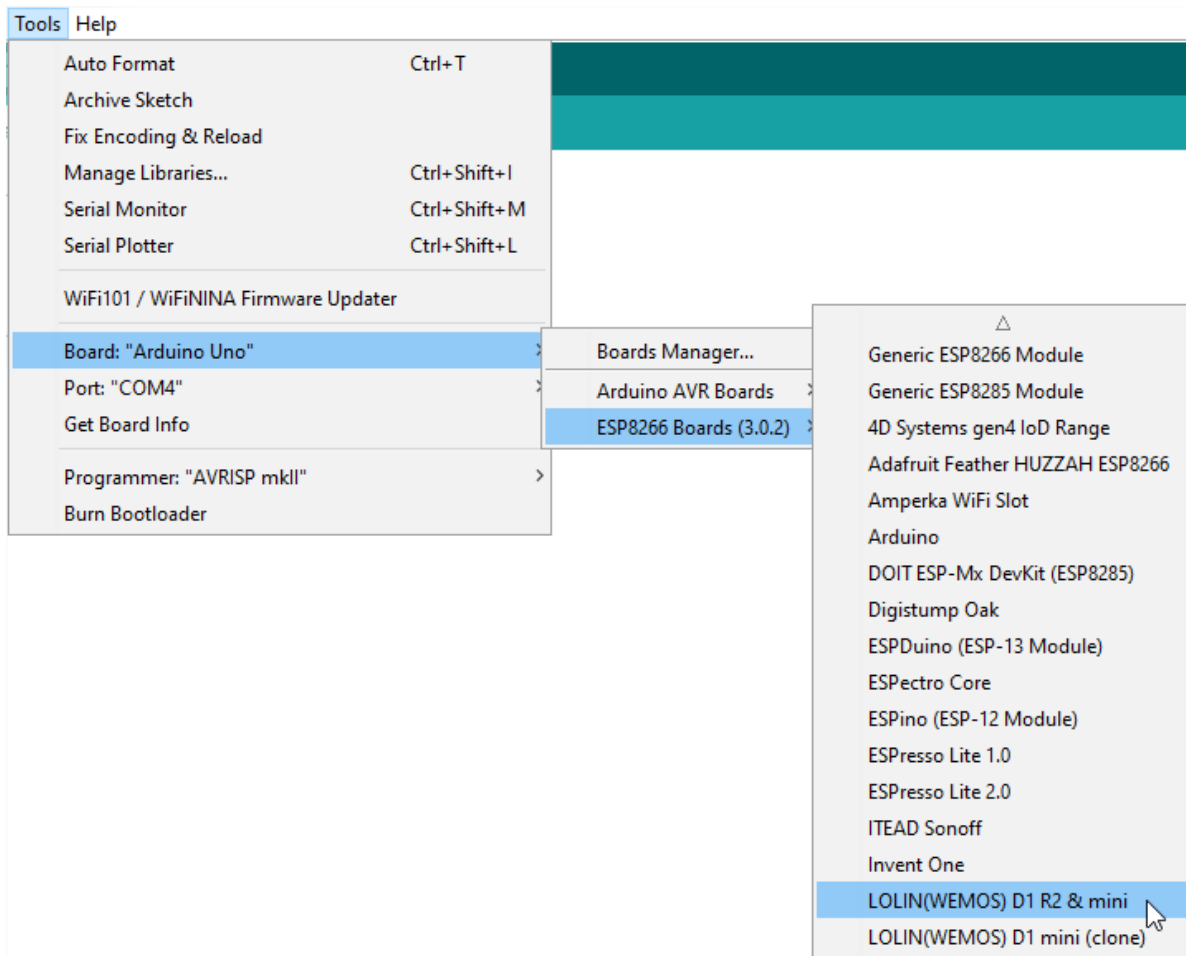 Tools Help
Auto Format Ctrl+T
Archive Sketch
Fix Encoding & Reload
Manage Libraries... Ctrl+Shift+I
Serial Monitor Ctrl+Shift+M
Serial Plotter Ctrl+Shift+L
WiFi101 / WiFiNINA Firmware Updater
Board: "Arduino Uno"
Port: "COM4"
Get Board Info
Programmer: "AVRISP mkII"
Burn Bootloader
Boards Manager...
Arduino AVR Boards
ESP8266 Boards (3.0.2)
Generic ESP8266 Module
Generic ESP8285 Module
4D Systems gen4 IoD Range
Adafruit Feather HUZZAH ESP8266
Amperka WiFi Slot
Arduino
DOIT ESP-Mx DevKit (ESP8285)
Digistump Oak
ESPDuino (ESP-13 Module)
ESPectro Core
ESPino (ESP-12 Module)
ESPresso Lite 1.0
ESPresso Lite 2.0
ITEAD Sonoff
Invent One
LOLIN(WEMOS) D1 R2 & mini
LOLIN(WEMOS) D1 mini (clone)